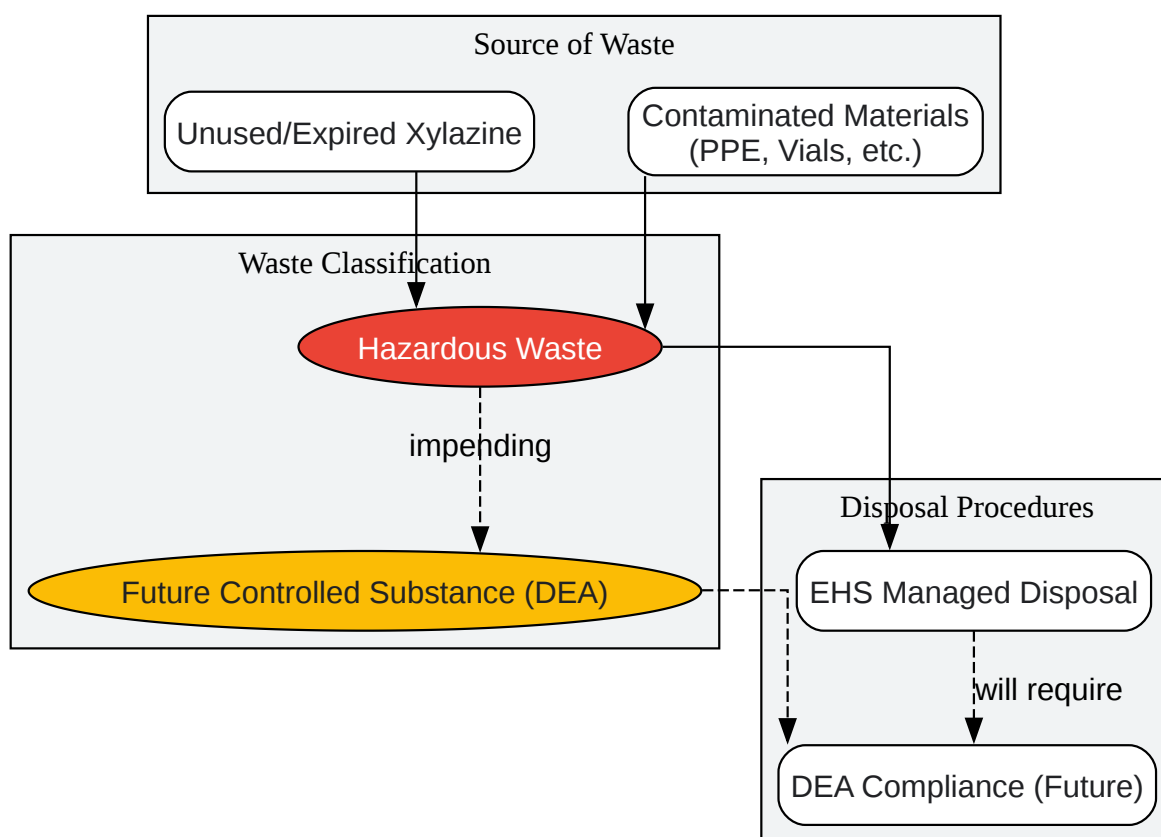 Source of Waste
Unused/Expired Xylazine
Contaminated Materials
(PPE, Vials, etc.)
Waste Classification
Hazardous Waste
impending
Future Controlled Substance (DEA)
Disposal Procedures
EHS Managed Disposal
will require
DEA Compliance (Future)